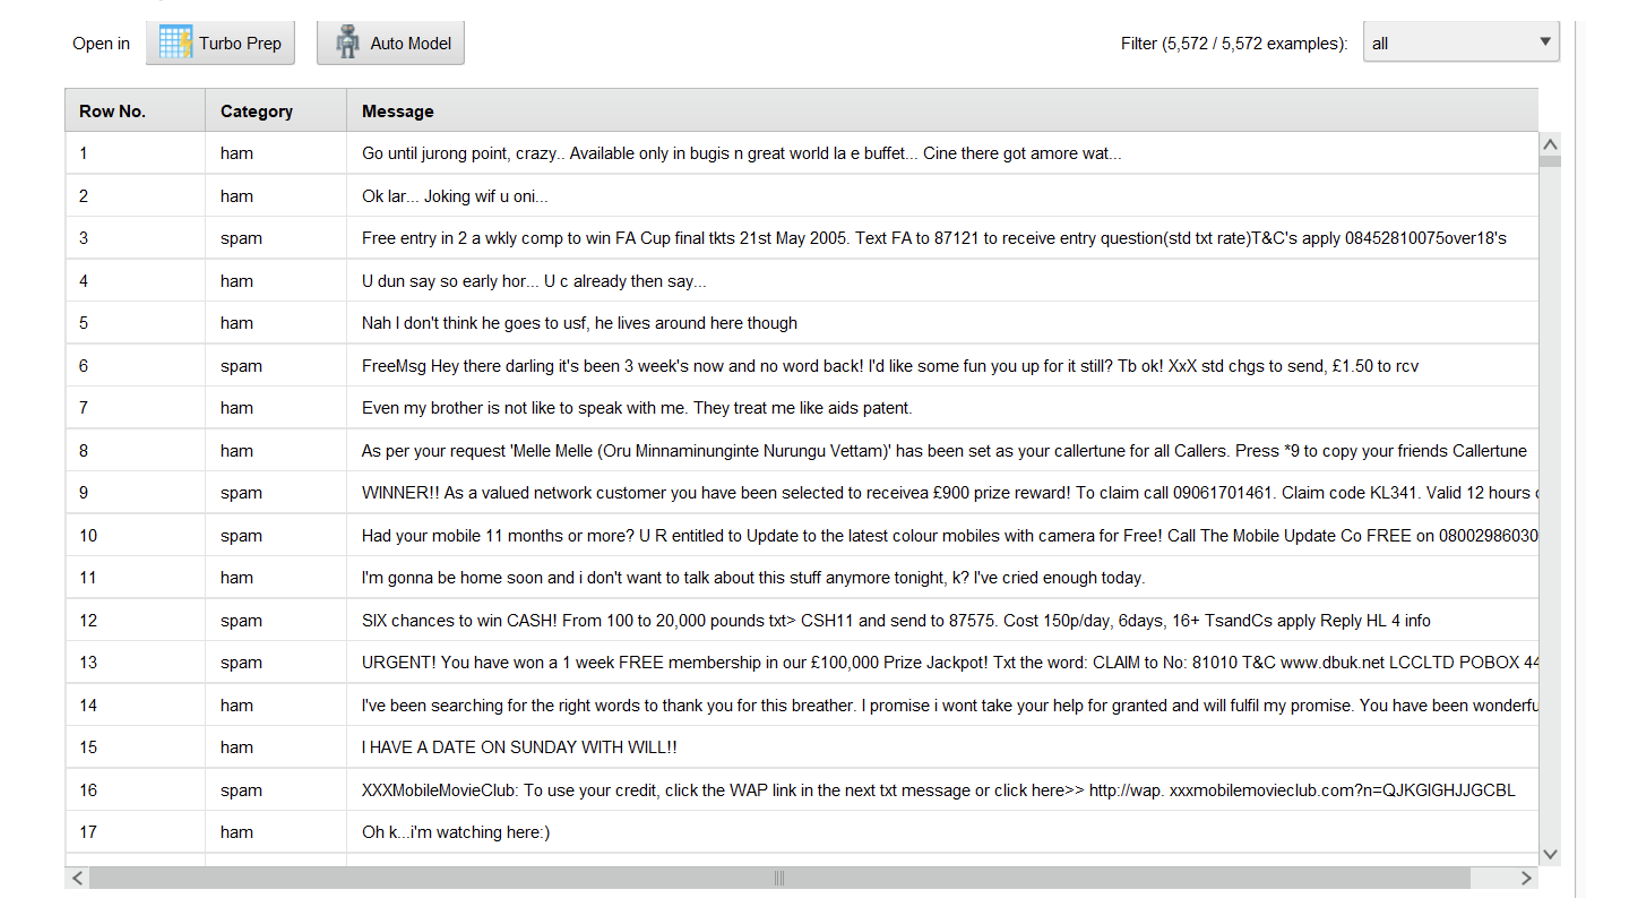 Open in Turbo Prep Auto Model Filter (5,572 / 5,572 examples): all
Row No. Category Message
1 ham Go until jurong point, crazy.. Available only in bugis n great world la e buffet... Cine there got amore wat...
2 ham Ok lar... Joking wif u oni...
3 spam Free entry in 2 a wkly comp to win FA Cup final tkts 21st May 2005. Text FA to 87121 to receive entry question(std txt rate)T&C's apply 08452810075over18's
4 ham U dun say so early hor... U c already then say...
5 ham Nah I don't think he goes to usf, he lives around here though
6 spam FreeMsg Hey there darling it's been 3 week's now and no word back! I'd like some fun you up for it still? Tb ok! XxX std chgs to send, £1.50 to rcv
7 ham Even my brother is not like to speak with me. They treat me like aids patent.
8 ham As per your request 'Melle Melle (Oru Minnaminunginte Nurungu Vettam)' has been set as your callertune for all Callers. Press *9 to copy your friends Callertune
9 spam WINNER!! As a valued network customer you have been selected to receivea £900 prize reward! To claim call 09061701461. Claim code KL341. Valid 12 hours
10 spam Had your mobile 11 months or more? U R entitled to Update to the latest colour mobiles with camera for Free! Call The Mobile Update Co FREE on 08002986030
11 ham I'm gonna be home soon and i don't want to talk about this stuff anymore tonight, k? I've cried enough today.
12 spam SIX chances to win CASH! From 100 to 20,000 pounds txt> CSH11 and send to 87575. Cost 150p/day, 6days, 16+ TsandCs apply Reply HL 4 info
13 spam URGENT! You have won a 1 week FREE membership in our £100,000 Prize Jackpot! Txt the word: CLAIM to No: 81010 T&C www.dbuk.net LCCLTD POBOX 44
14 ham I've been searching for the right words to thank you for this breather. I promise i wont take your help for granted and will fulfil my promise. You have been wonderfu
15 ham I HAVE A DATE ON SUNDAY WITH WILL!!
16 spam XXXMobileMovieClub: To use your credit, click the WAP link in the next txt message or click here>> http://wap. xxxmobilemovieclub.com?n=QJKGIGHJJGCBL
17 ham Oh k...i'm watching here:)